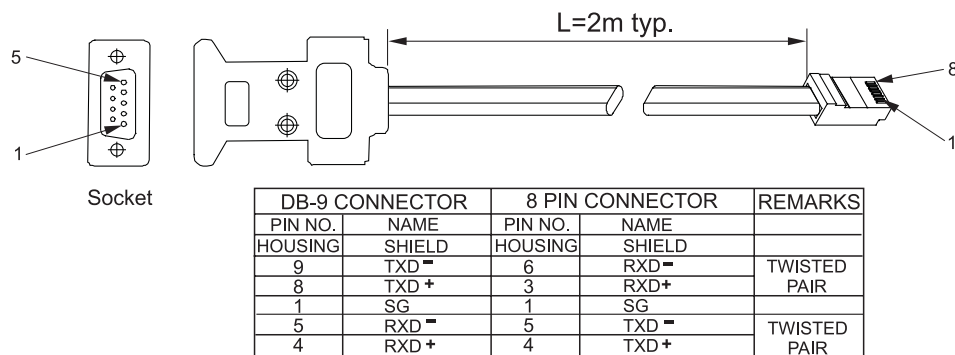 L=2m typ.
5
8
1
1
Socket
DB-9 CONNECTOR 8 PIN CONNECTOR REMARKS
PIN NO. NAME PIN NO. NAME
HOUSING SHIELD HOUSING SHIELD
9 TXD- 6 RXD- TWISTED
8 TXD+ 3 RXD+ PAIR
1 SG 1 SG
5 RXD- 5 TXD- TWISTED
4 RXD+ 4 TXD+ PAIR